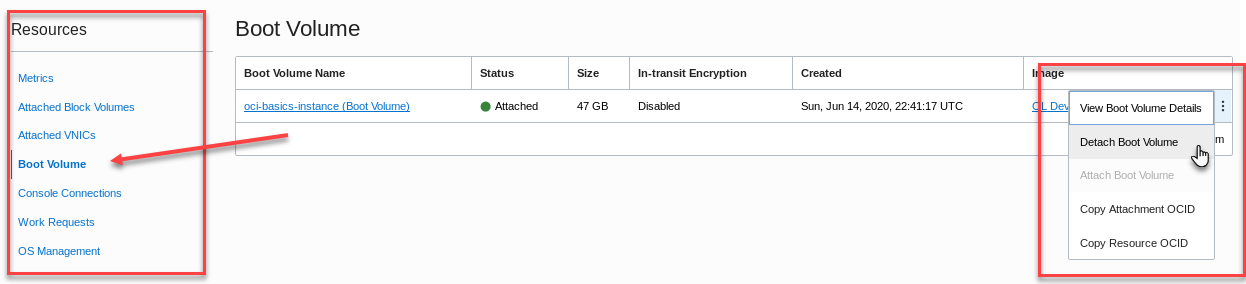 Resources
Metrics
Attached Block Volumes
Attached VNICs
Boot Volume
Console Connections
Work Requests
OS Management
Boot Volume
Boot Volume Name Status Size In-transit Encryption Created Image
oci-basics-instance (Boot Volume) Attached 47 GB Disabled Sun, Jun 14, 2020, 22:41:17 UTC OL Dev
View Boot Volume Details
Detach Boot Volume
Attach Boot Volume
Copy Attachment OCID
Copy Resource OCID